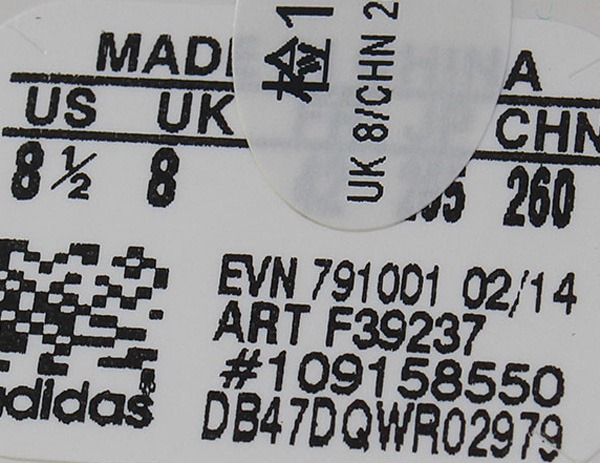 MADE
A
US UK CHN
8 ½ 8 260
检1
UK 8/CHN 2
EVN 791001 02/14
ART F39237
#109158550
DB47DQWR02979
adidas